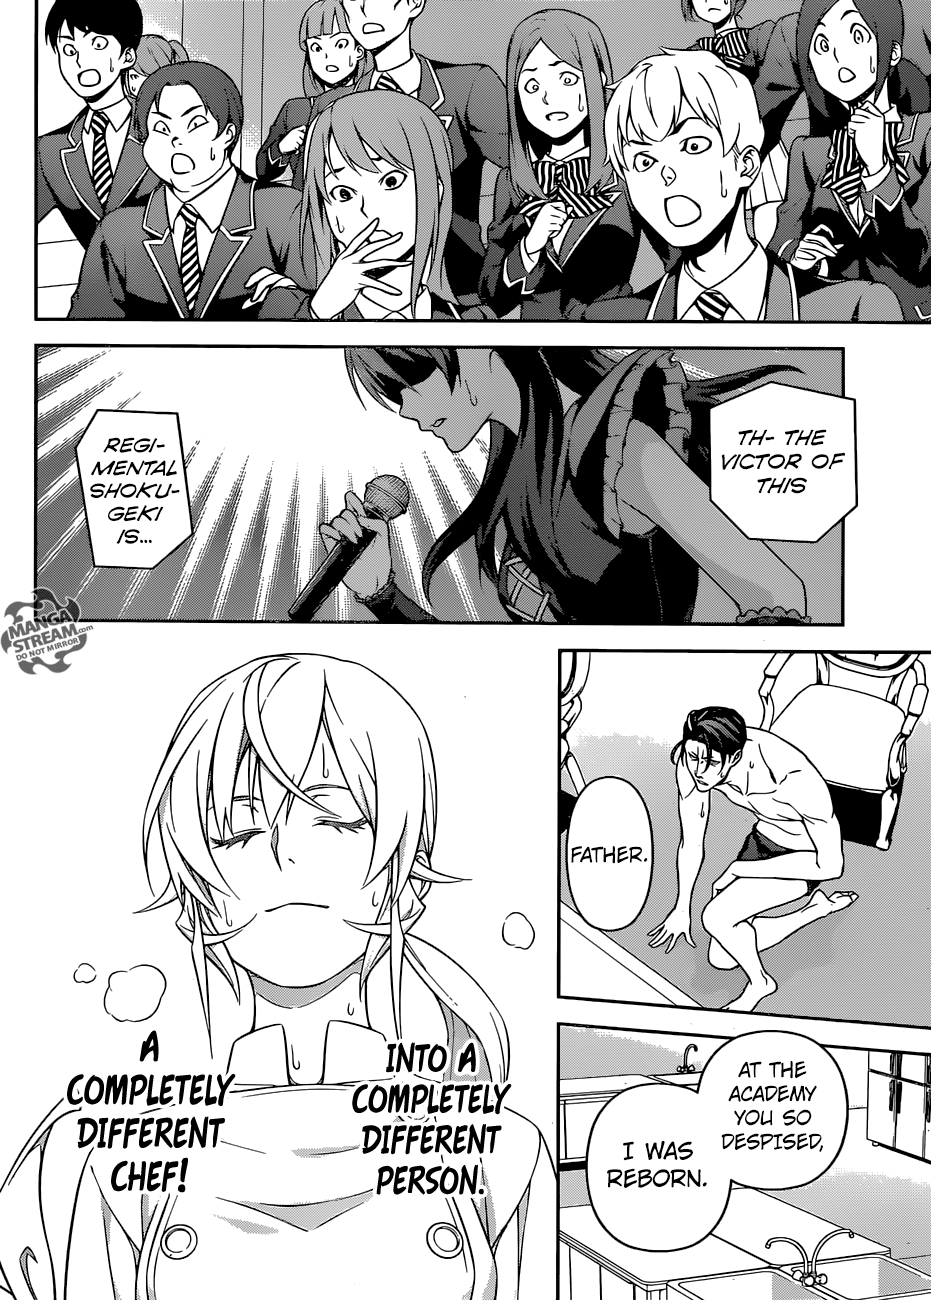 TH- THE
VICTOR OF
THIS
REGI-
MENTAL
SHOKU-
GEKI
IS...
MANGA
STREAM.com
DO NOT MIRROR
FATHER.
AT THE
ACADEMY
YOU SO
DESPISED,
I WAS
REBORN.
INTO A
COMPLETELY
DIFFERENT
PERSON.
A
COMPLETELY
DIFFERENT
CHEF!